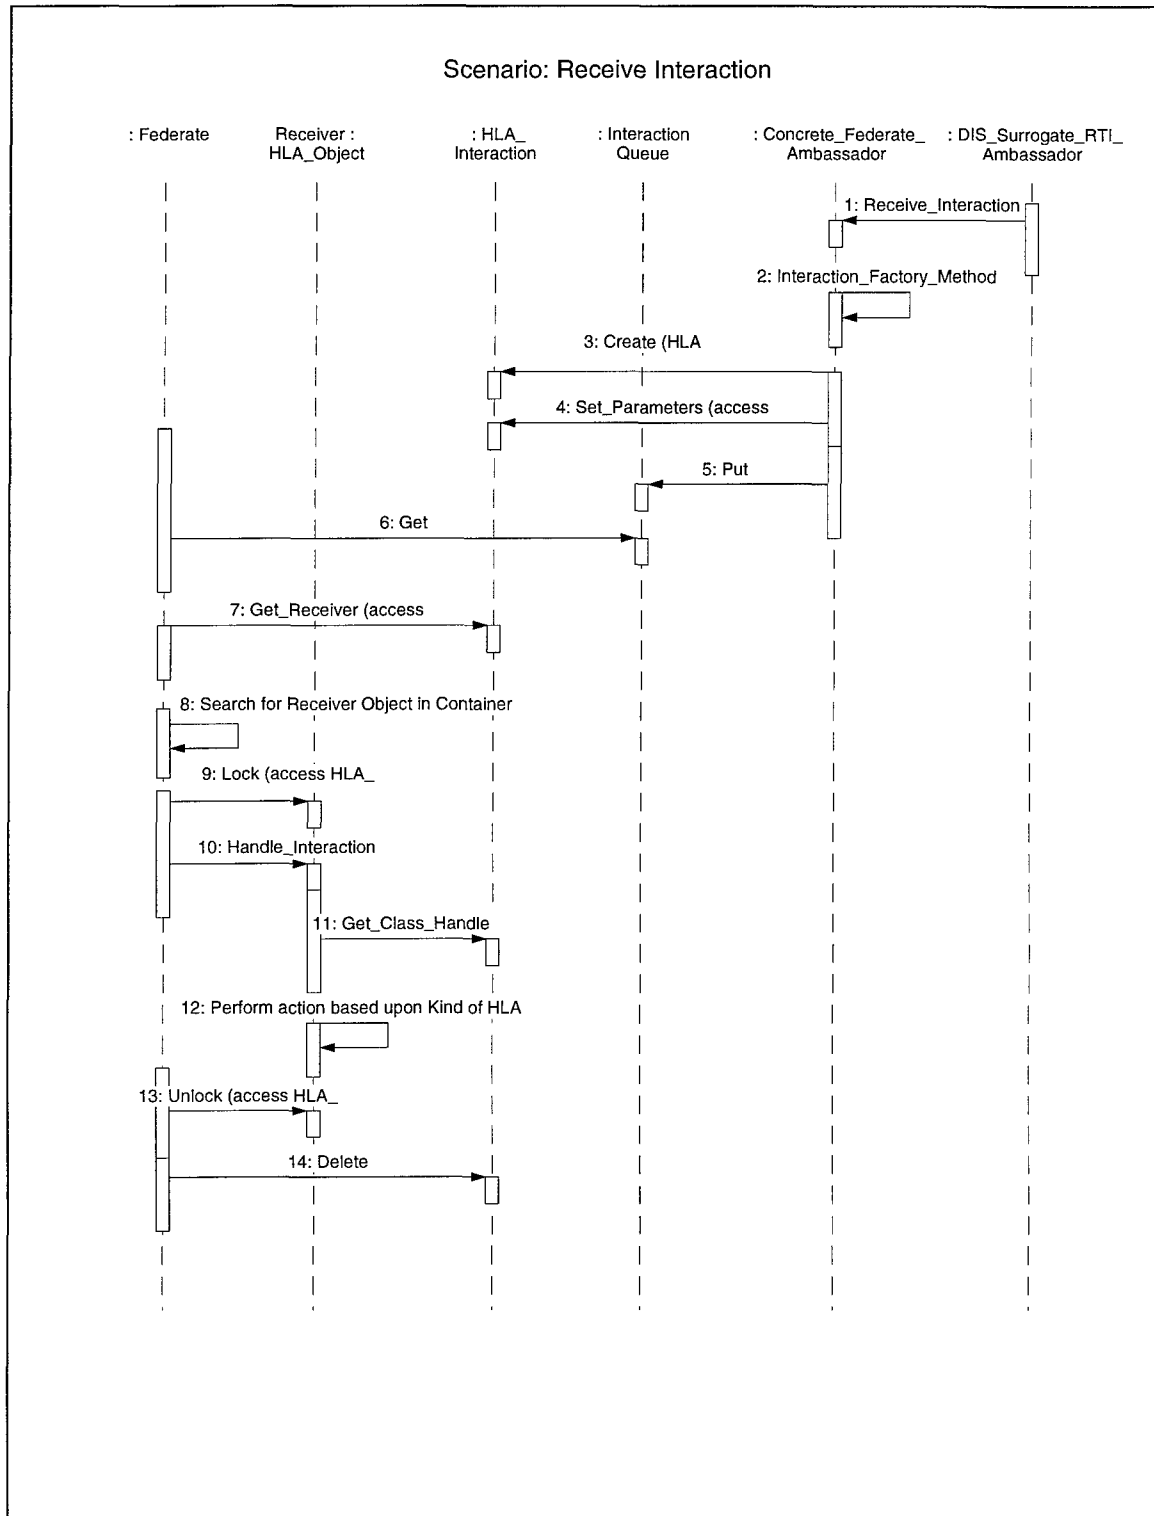 Scenario: Receive Interaction
: Federate
Receiver :
HLA_Object
: HLA_
Interaction
: Interaction
Queue
: Concrete_Federate_
Ambassador
: DIS_Surrogate_RTI_
Ambassador
1: Receive_Interaction
2: Interaction_Factory_Method
3: Create (HLA
4: Set_Parameters (access
5: Put
6: Get
7: Get_Receiver (access
8: Search for Receiver Object in Container
9: Lock (access HLA_
10: Handle_Interaction
11: Get_Class_Handle
12: Perform action based upon Kind of HLA
13: Unlock (access HLA_
14: Delete